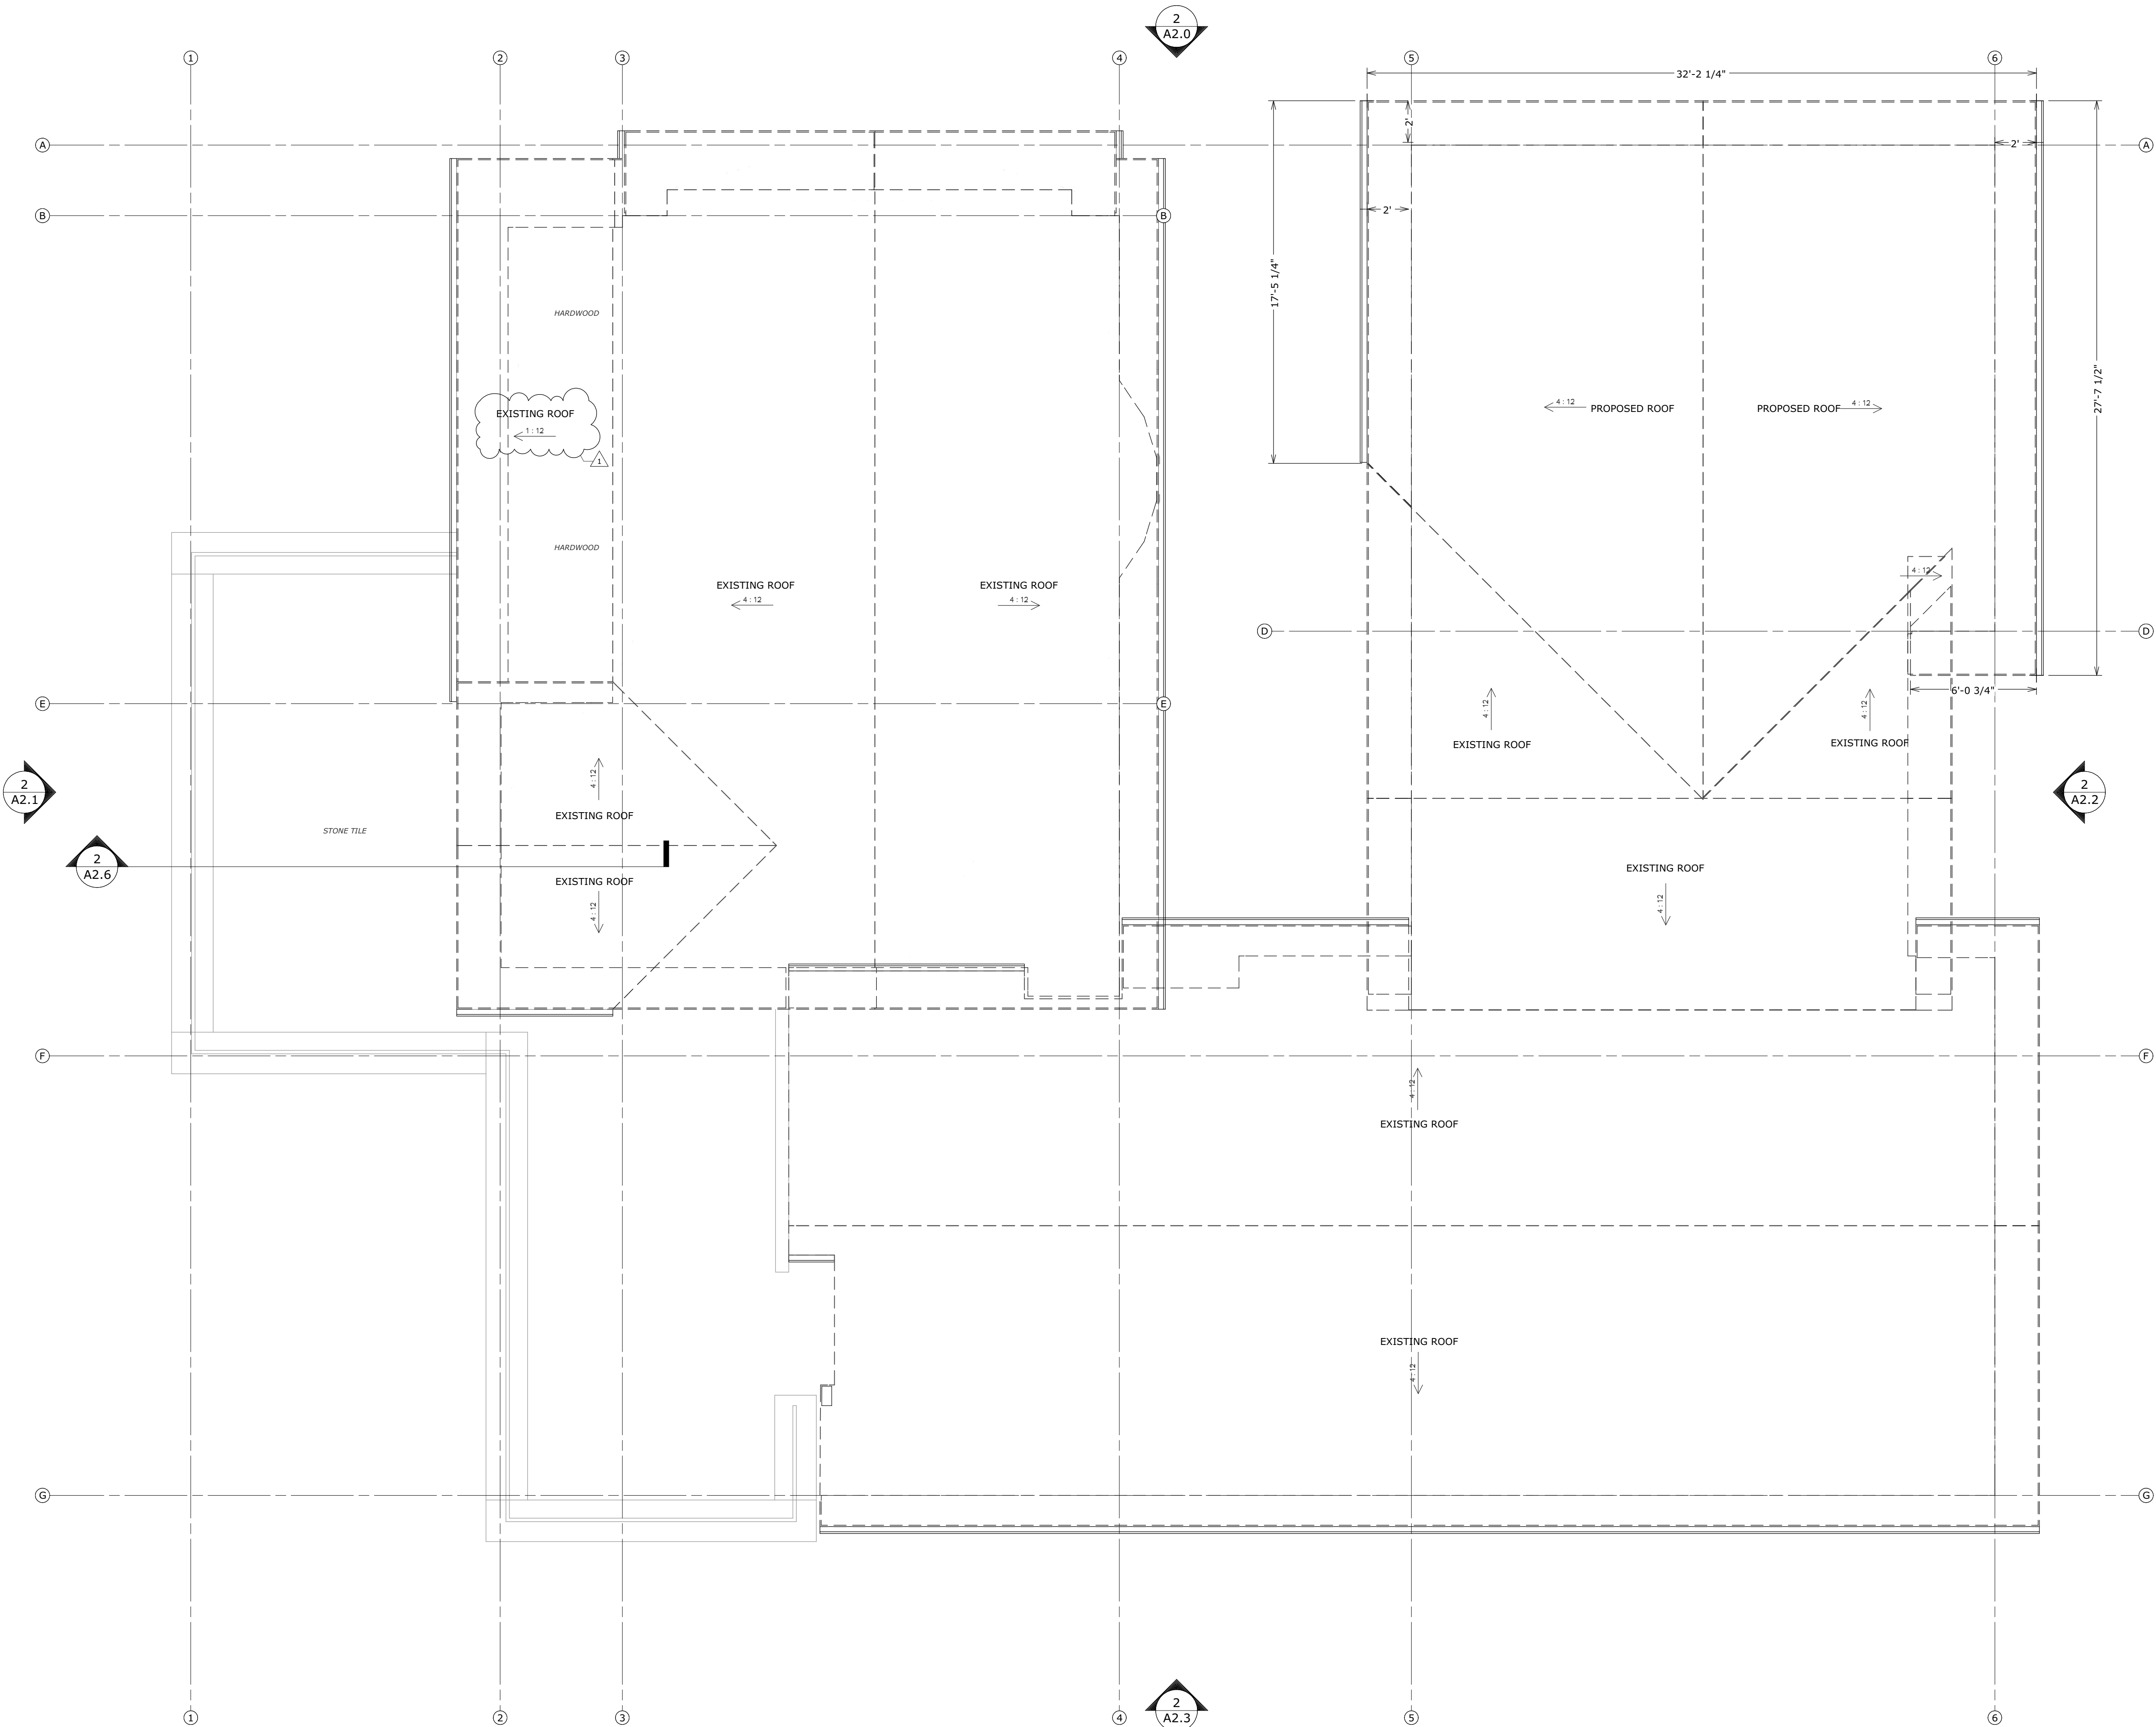 2
A2.0
1
2
3
4
5
6
32'-2 1/4"
2'
A
2'
A
17'-5 1/4"
2'
B
B
HARDWOOD
27'-7 1/2"
EXISTING ROOF
1 : 12
1
4 : 12
PROPOSED ROOF
PROPOSED ROOF
4 : 12
HARDWOOD
EXISTING ROOF
4 : 12
EXISTING ROOF
4 : 12
4 : 12
D
D
6'-0 3/4"
E
E
4 : 12
EXISTING ROOF
4 : 12
EXISTING ROOF
4 : 12
EXISTING ROOF
2
A2.1
2
A2.2
STONE TILE
2
A2.6
EXISTING ROOF
4 : 12
EXISTING ROOF
4 : 12
F
F
4 : 12
EXISTING ROOF
EXISTING ROOF
4 : 12
G
G
2
A2.3
1
2
3
4
5
6